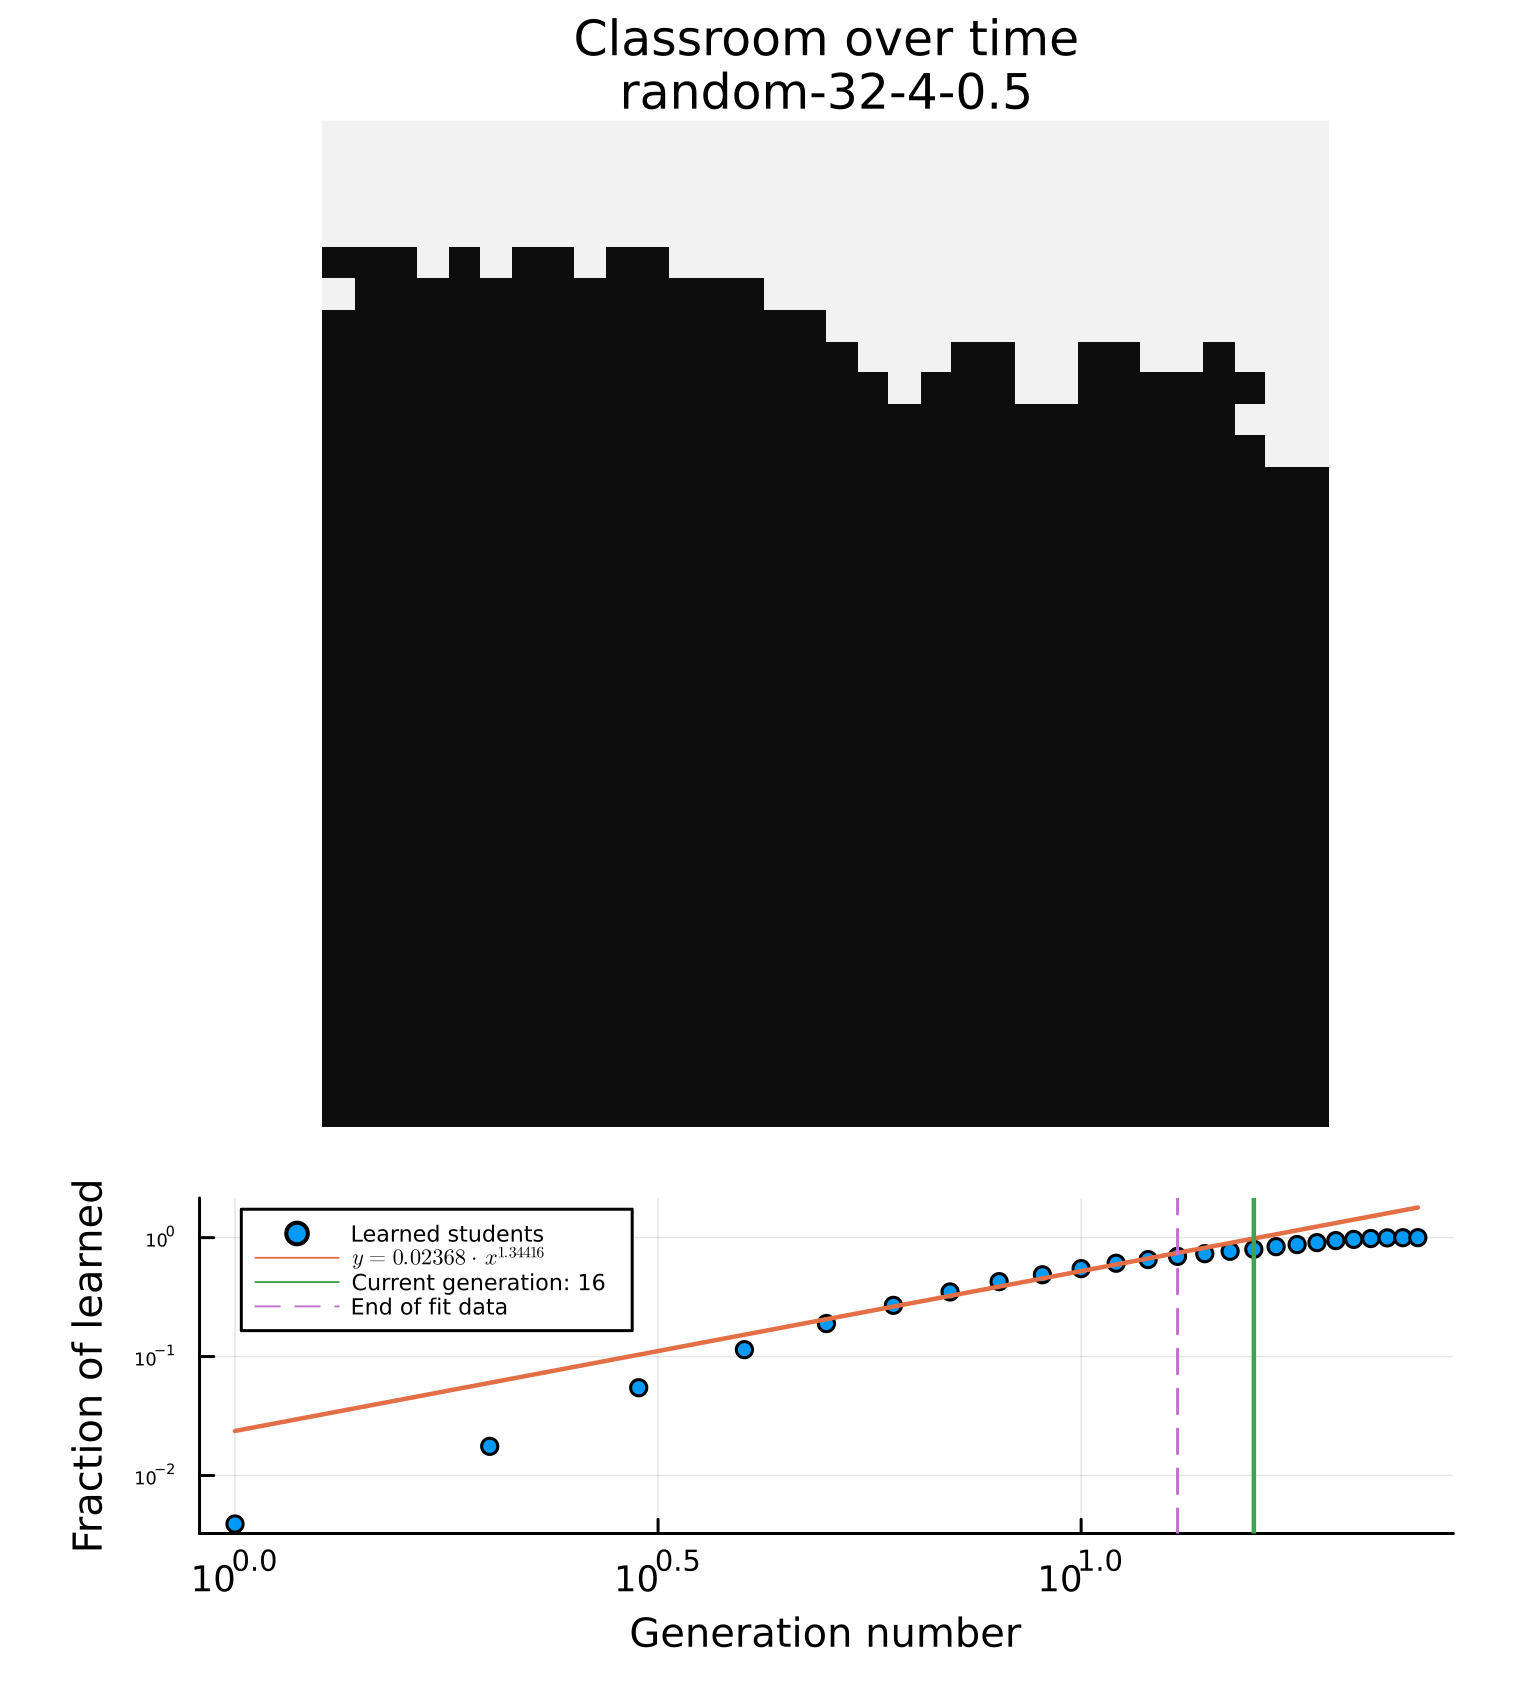 Classroom over time
random-32-4-0.5
Fraction of learned
10⁰
10⁻¹
10⁻²
Learned students
y = 0.02368 · x^1.34416
Current generation: 16
End of fit data
10^0.0
10^0.5
10^1.0
Generation number